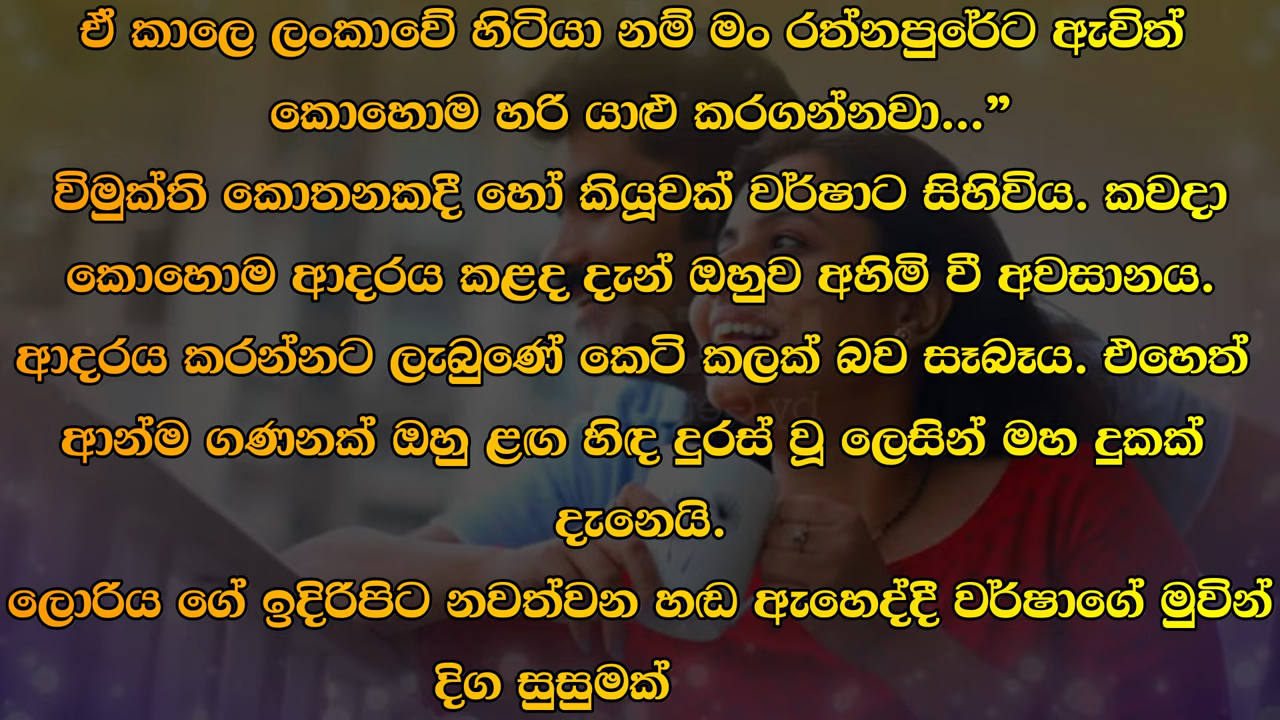 ඒ කාලෙ ලංකාවේ හිටියා නම් මං රත්නපුරේට ඇවිත්
කොහොම හරි යාළු කරගන්නවා...”
විමුක්ති කොතනකදී හෝ කියූවක් වර්ෂාට සිහිවිය. කවදා
කොහොම ආදරය කළද දැන් ඔහුව අහිමි වී අවසානය.
ආදරය කරන්නට ලැබුණේ කෙටි කලක් බව සෑබෑය. එහෙත්
ආත්ම ගණනක් ඔහු ළඟ හිඳ දුරස් වූ ලෙසින් මහ දුකක්
දැනෙයි.
ලොරිය ගේ ඉදිරිපිට නවත්වන හඬ ඇහෙද්දී වර්ෂාගේ මුවින්
දිග සුසුමක්